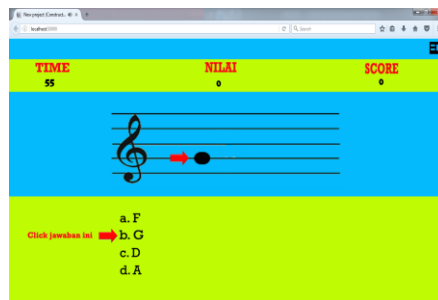 New project (Construct...
localhost:50000
Search
TIME
NILAI
SCORE
55
0
0
a. F
Click jawaban ini
b. G
c. D
d. A